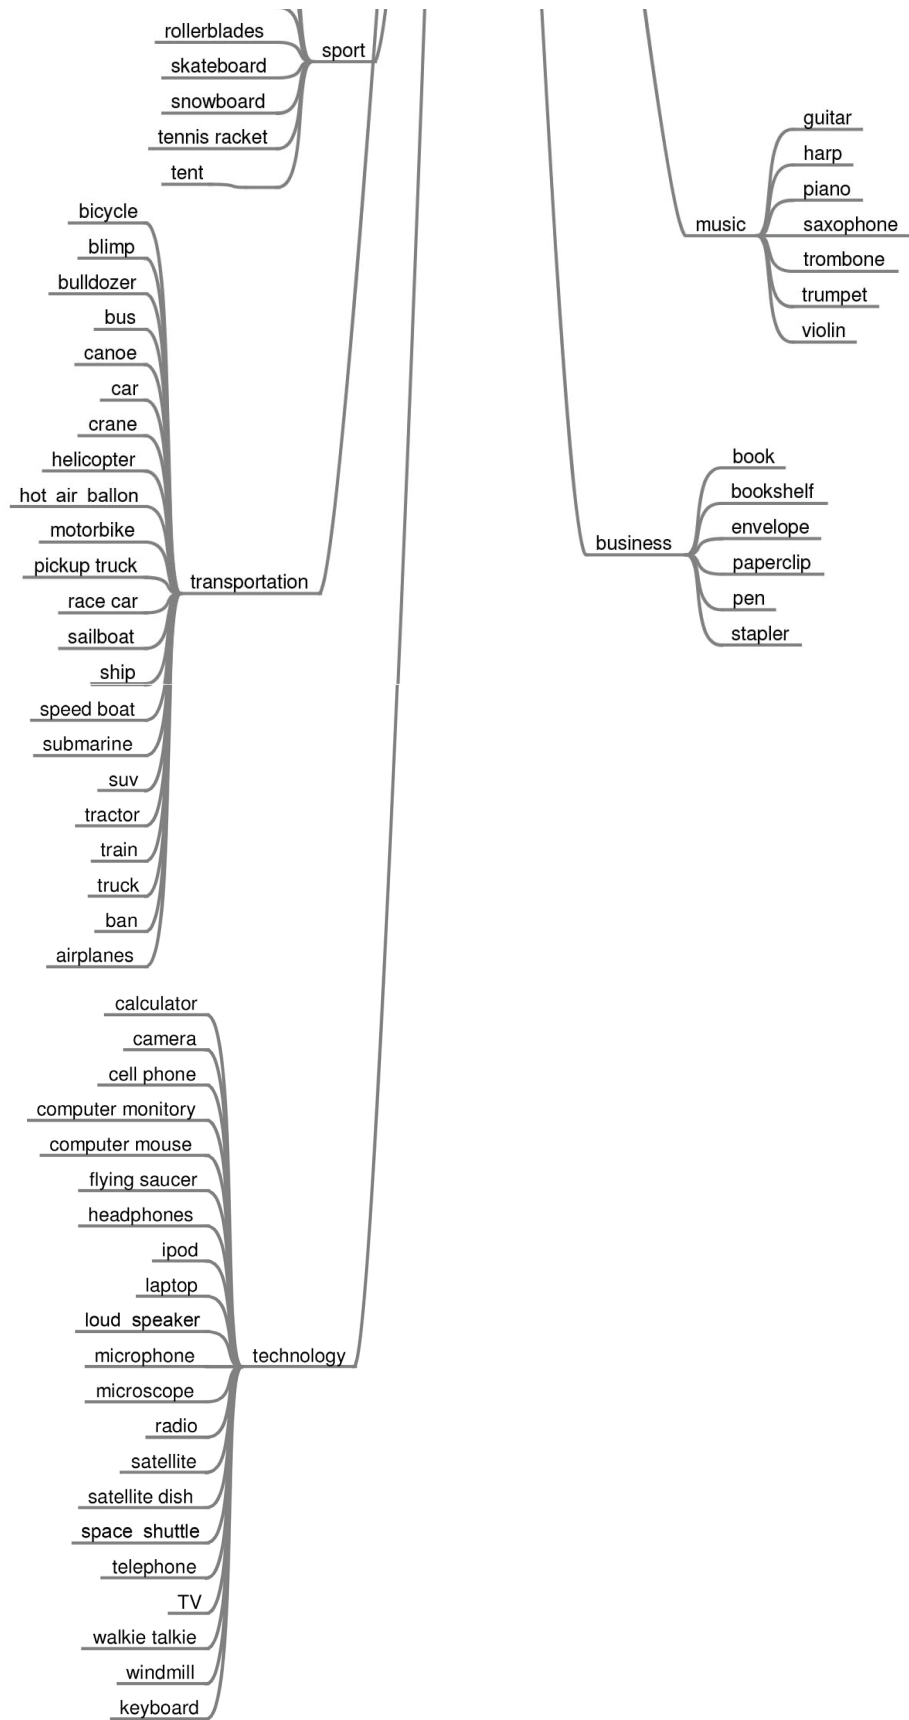 rollerblades
skateboard
snowboard
tennis racket
tent
sport
bicycle
blimp
bulldozer
bus
canoe
car
crane
helicopter
hot air ballon
motorbike
pickup truck
race car
sailboat
ship
speed boat
submarine
suv
tractor
train
truck
ban
airplanes
transportation
calculator
camera
cell phone
computer monitory
computer mouse
flying saucer
headphones
ipod
laptop
loud speaker
microphone
microscope
radio
satellite
satellite dish
space shuttle
telephone
TV
walkie talkie
windmill
keyboard
technology
music
guitar
harp
piano
saxophone
trombone
trumpet
violin
business
book
bookshelf
envelope
paperclip
pen
stapler